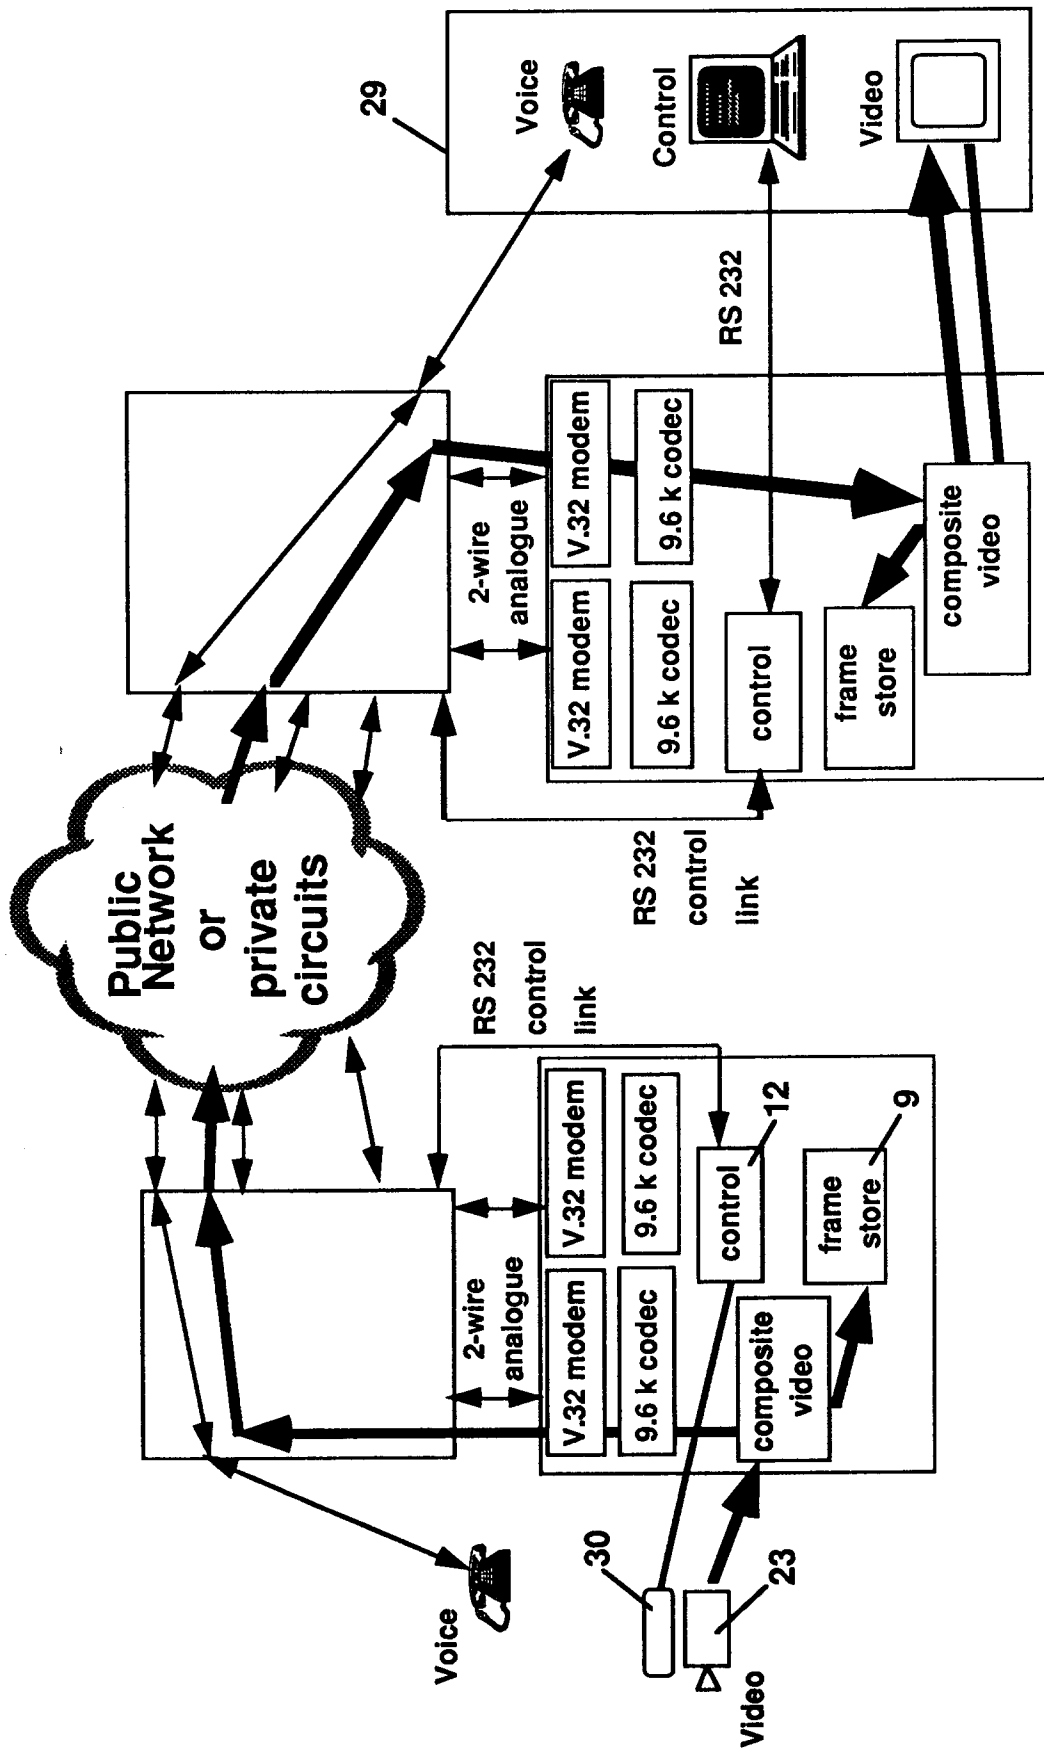 Voice
Video
30
23
2-wire
analogue
V.32 modem
V.32 modem
9.6 k codec
9.6 k codec
control
12
composite
video
frame
store
9
RS 232
control
link
Public
Network
or
private
circuits
RS 232
control
link
2-wire
analogue
V.32 modem
V.32 modem
9.6 k codec
9.6 k codec
control
frame
store
composite
video
RS 232
29
Voice
Control
Video